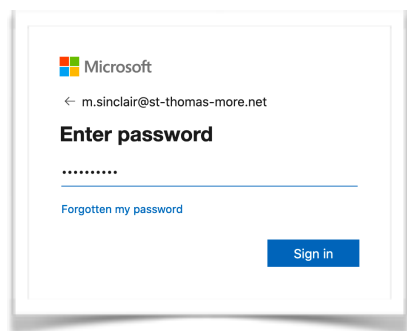 Microsoft
← m.sinclair@st-thomas-more.net
Enter password
••••••••••
Forgotten my password
Sign in